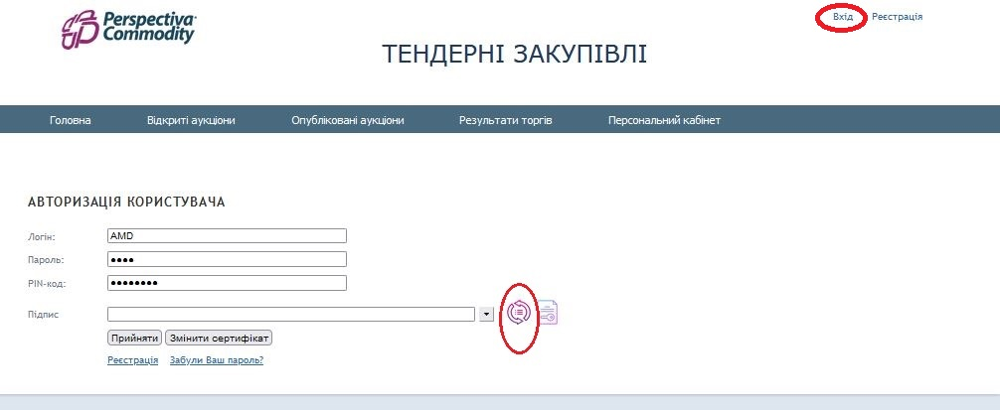 Perspectiva
Commodity
Вхід Реєстрація
ТЕНДЕРНІ ЗАКУПІВЛІ
Головна Відкриті аукціони Опубліковані аукціони Результати торгів Персональний кабінет
АВТОРИЗАЦІЯ КОРИСТУВАЧА
Логін: AMD
Пароль: ●●●●
PIN-код: ●●●●●●●●
Підпис
Прийняти Змінити сертифікат
Реєстрація Забули Ваш пароль?